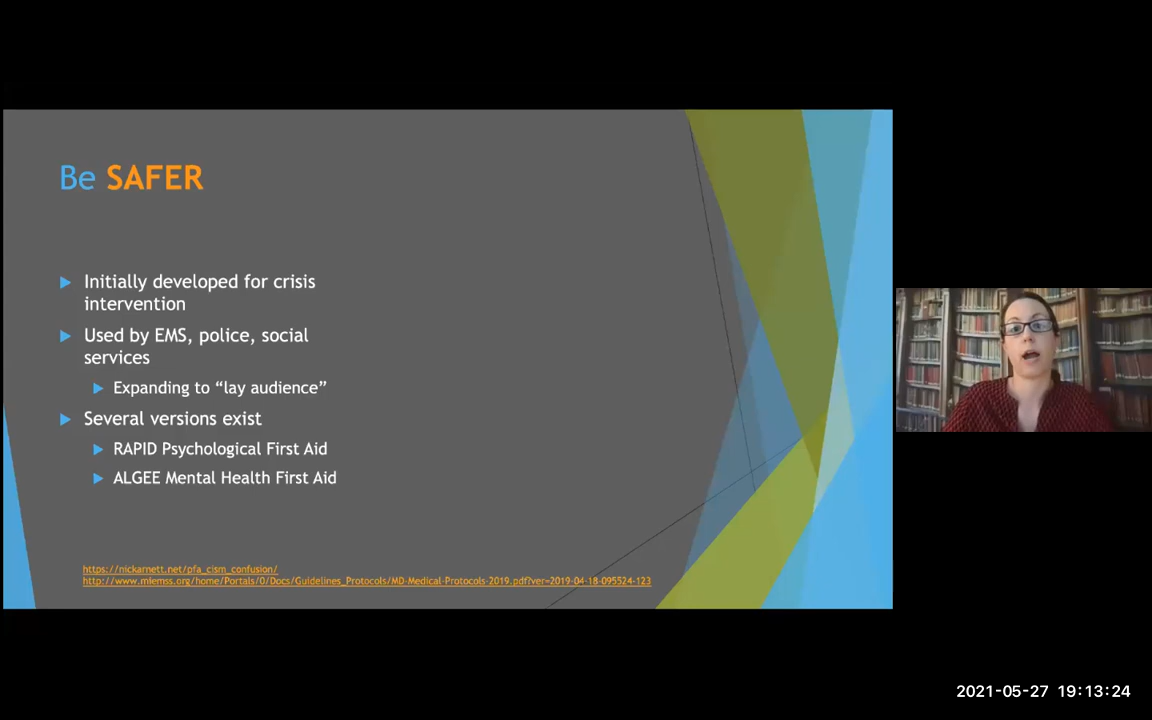 Be SAFER
Initially developed for crisis
intervention
Used by EMS, police, social
services
Expanding to “lay audience”
Several versions exist
RAPID Psychological First Aid
ALGEE Mental Health First Aid
https://nickarnett.net/pfa_cism_confusion/
http://www.miemss.org/home/Portals/0/Docs/Guidelines_Protocols/MD-Medical-Protocols-2019.pdf?ver=2019-04-18-095524-123
2021-05-27 19:13:24